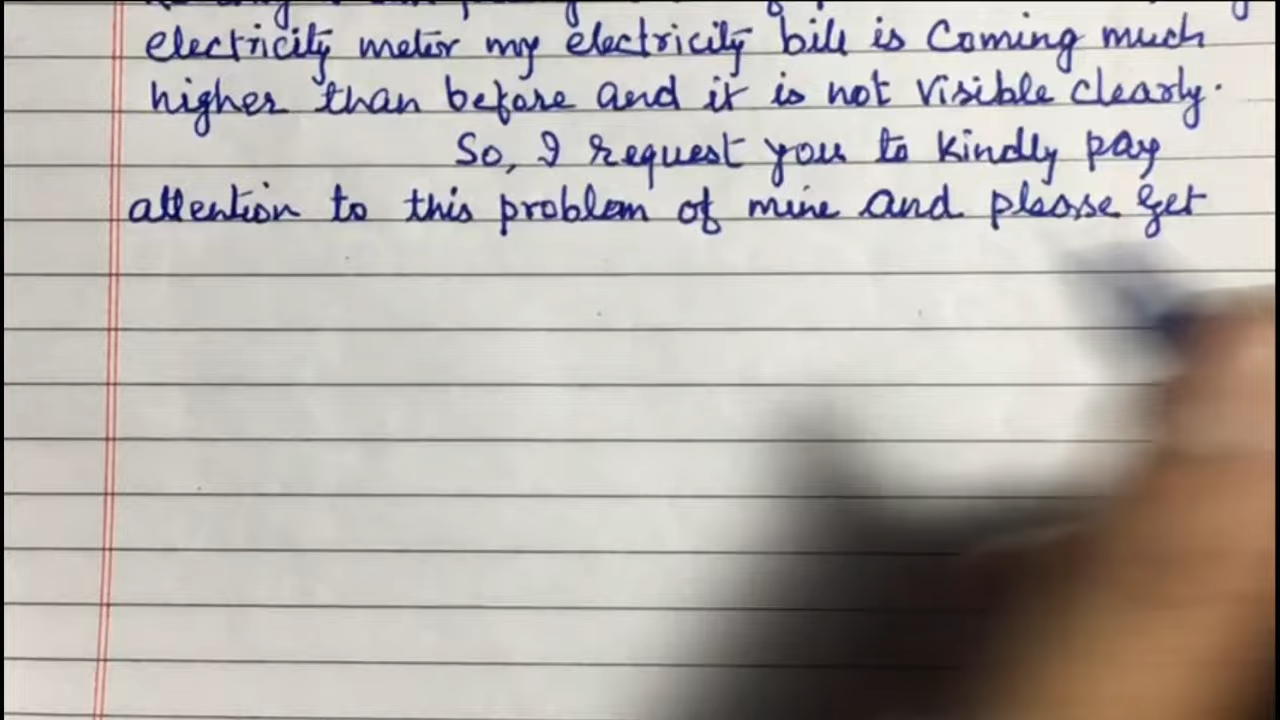 electricity meter my electricity bill is Coming much
higher than before and it is not visible clearly.
So, I request you to kindly pay
attention to this problem of mine and please get